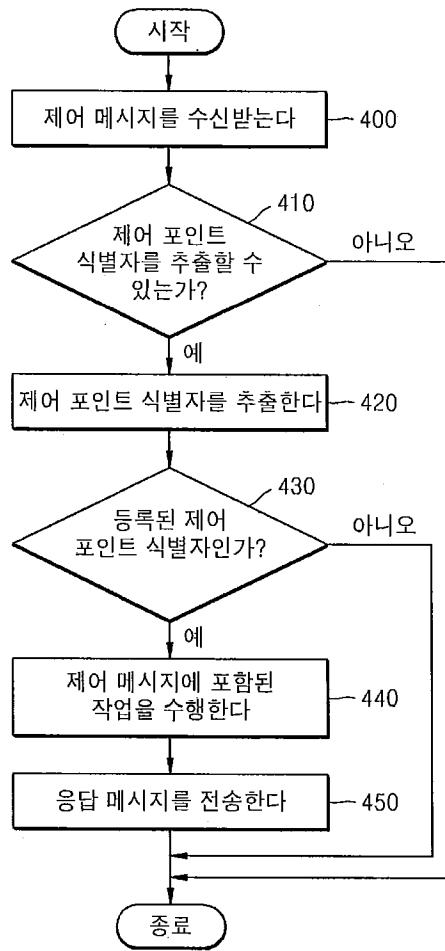 시작
제어 메시지를 수신받는다
400
410
제어 포인트
식별자를 추출할 수
있는가?
아니오
예
제어 포인트 식별자를 추출한다
420
430
등록된 제어
포인트 식별자인가?
아니오
예
제어 메시지에 포함된
작업을 수행한다
440
응답 메시지를 전송한다
450
종료